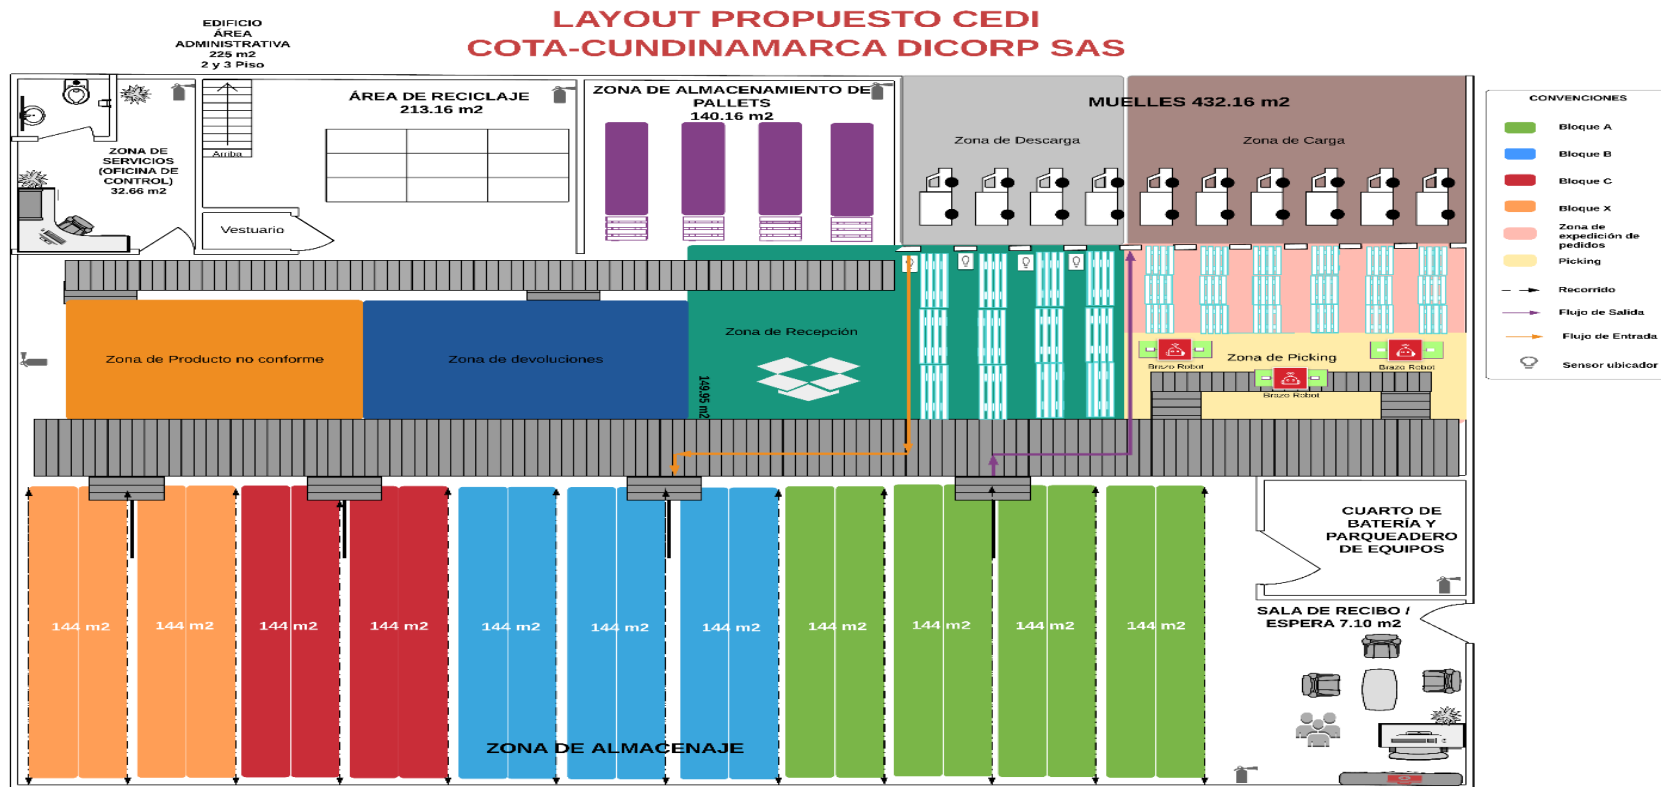 LAYOUT PROPUESTO CEDI
COTA-CUNDINAMARCA DICORP SAS
EDIFICIO
ÁREA
ADMINISTRATIVA
225 m2
2 y 3 Piso
ZONA DE
SERVICIOS
(OFICINA DE
CONTROL)
32.66 m2
Arriba
Vestuario
ÁREA DE RECICLAJE
213.16 m2
ZONA DE ALMACENAMIENTO DE
PALLETS
140.16 m2
MUELLES 432.16 m2
Zona de Descarga
Zona de Carga
CONVENCIONES
Bloque A
Bloque B
Bloque C
Bloque X
Zona de
expedición de
pedidos
Picking
Recorrido
Flujo de Salida
Flujo de Entrada
Sensor ubicador
Zona de Producto no conforme
Zona de devoluciones
Zona de Recepción
149.95 m2
Zona de Picking
Brazo Robot
Brazo Robot
Brazo Robot
144 m2
144 m2
144 m2
144 m2
144 m2
144 m2
144 m2
144 m2
144 m2
144 m2
144 m2
ZONA DE ALMACENAJE
CUARTO DE
BATERÍA Y
PARQUEADERO
DE EQUIPOS
SALA DE RECIBO /
ESPERA 7.10 m2